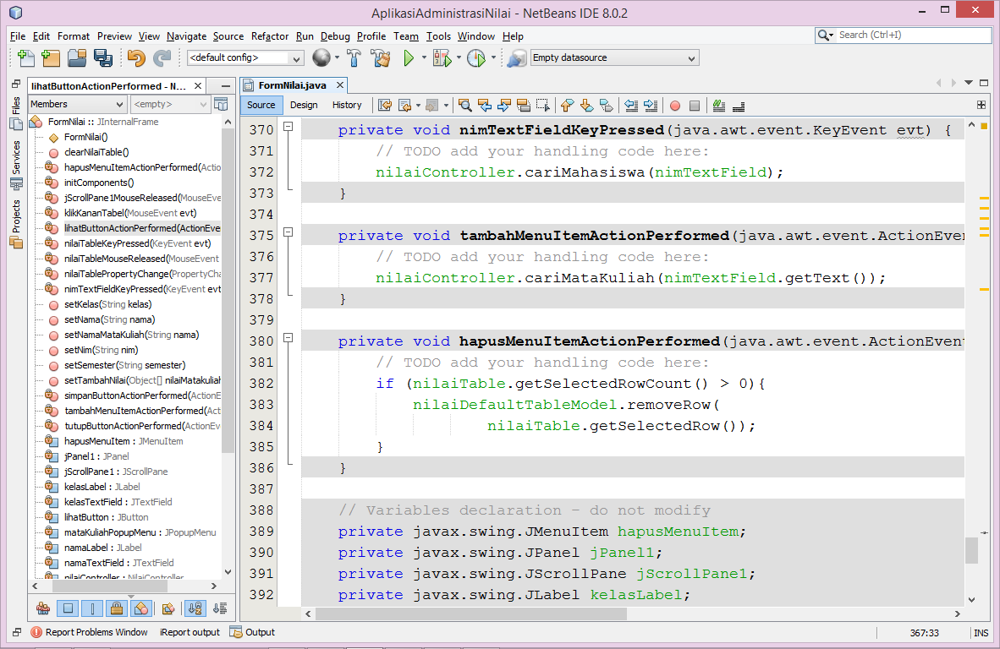 AplikasiAdministrasiNilai - NetBeans IDE 8.0.2
File Edit Format Preview View Navigate Source Refactor Run Debug Profile Team Tools Window Help
Search (Ctrl+I)
<default config>
Empty datasource
lihatButtonActionPerformed - N...
FormNilai.java
Members
<empty>
Source Design History
Files
Services
Projects
FormNilai :: JInternalFrame
FormNilai()
clearNilaiTable()
hapusMenuItemActionPerformed(Actio
initComponents()
jScrollPane1MouseReleased(MouseEve
klikKananTabel(MouseEvent evt)
lihatButtonActionPerformed(ActionEve
nilaiTableKeyPressed(KeyEvent evt)
nilaiTableMouseReleased(MouseEvent
nilaiTablePropertyChange(PropertyCha
nimTextFieldKeyPressed(KeyEvent evt
setKelas(String kelas)
setNama(String nama)
setNamaMataKuliah(String nama)
setNim(String nim)
setSemester(String semester)
setTambahNilai(Object[] nilaiMatakuliah
simpanButtonActionPerformed(ActionE
tambahMenuItemActionPerformed(Act
tutupButtonActionPerformed(ActionEv
hapusMenuItem : JMenuItem
jPanel1 : JPanel
jScrollPane1 : JScrollPane
kelasLabel : JLabel
kelasTextField : JTextField
lihatButton : JButton
mataKuliahPopupMenu : JPopupMenu
namaLabel : JLabel
namaTextField : JTextField
nilaiController : NilaiController
370 private void nimTextFieldKeyPressed(java.awt.event.KeyEvent evt) {
371 // TODO add your handling code here:
372 nilaiController.cariMahasiswa(nimTextField);
373 }
374
375 private void tambahMenuItemActionPerformed(java.awt.event.ActionEven
376 // TODO add your handling code here:
377 nilaiController.cariMataKuliah(nimTextField.getText());
378 }
379
380 private void hapusMenuItemActionPerformed(java.awt.event.ActionEvent
381 // TODO add your handling code here:
382 if (nilaiTable.getSelectedRowCount() > 0){
383 nilaiDefaultTableModel.removeRow(
384 nilaiTable.getSelectedRow());
385 }
386 }
387
388 // Variables declaration - do not modify
389 private javax.swing.JMenuItem hapusMenuItem;
390 private javax.swing.JPanel jPanel1;
391 private javax.swing.JScrollPane jScrollPane1;
392 private javax.swing.JLabel kelasLabel;
Report Problems Window iReport output Output
367:33 INS